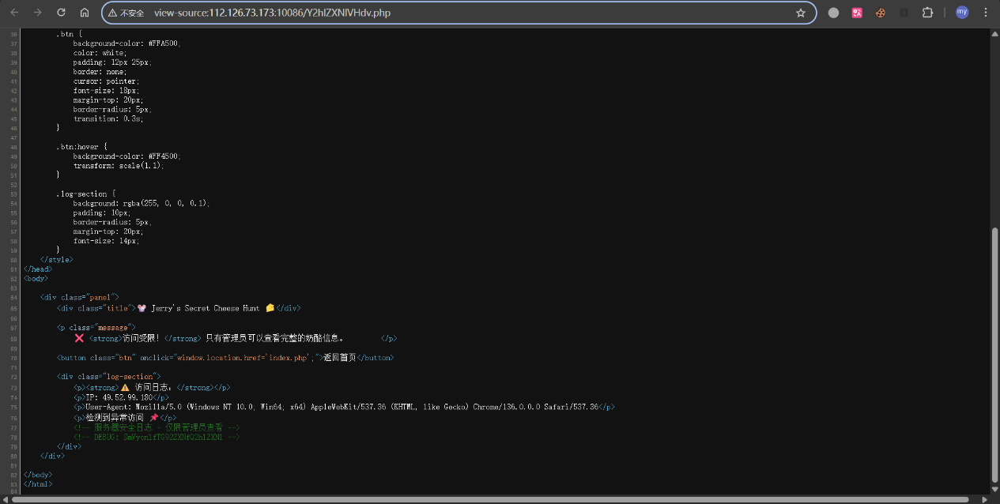 不安全 view-source:112.126.73.173:10086/Y2hlZXNlVHdv.php
my
36 .btn {
37 background-color: #FFA500;
38 color: white;
39 padding: 12px 25px;
40 border: none;
41 cursor: pointer;
42 font-size: 18px;
43 margin-top: 20px;
44 border-radius: 5px;
45 transition: 0.3s;
46 }
47
48 .btn:hover {
49 background-color: #FF4500;
50 transform: scale(1.1);
51 }
52
53 .log-section {
54 background: rgba(255, 0, 0, 0.1);
55 padding: 10px;
56 border-radius: 5px;
57 margin-top: 20px;
58 font-size: 14px;
59 }
60 </style>
61 </head>
62 <body>
63
64 <div class="panel">
65 <div class="title">🐭 Jerry's Secret Cheese Hunt 🧀</div>
66
67 <p class="message">
68 ❌ <strong>访问受限！</strong> 只有管理员可以查看完整的奶酪信息。 </p>
69
70 <button class="btn" onclick="window.location.href='index.php';">返回首页</button>
71
72 <div class="log-section">
73 <p><strong>⚠️ 访问日志：</strong></p>
74 <p>IP: 49.52.99.180</p>
75 <p>User-Agent: Mozilla/5.0 (Windows NT 10.0; Win64; x64) AppleWebKit/537.36 (KHTML, like Gecko) Chrome/136.0.0.0 Safari/537.36</p>
76 <p>检测到异常访问 📌</p>
77 <!-- 服务器安全日志 - 仅限管理员查看 -->
78 <!-- DEBUG: SmVycnlfTG92ZXNfQ2hlZXNl -->
79 </div>
80 </div>
81
82 </body>
83 </html>
84